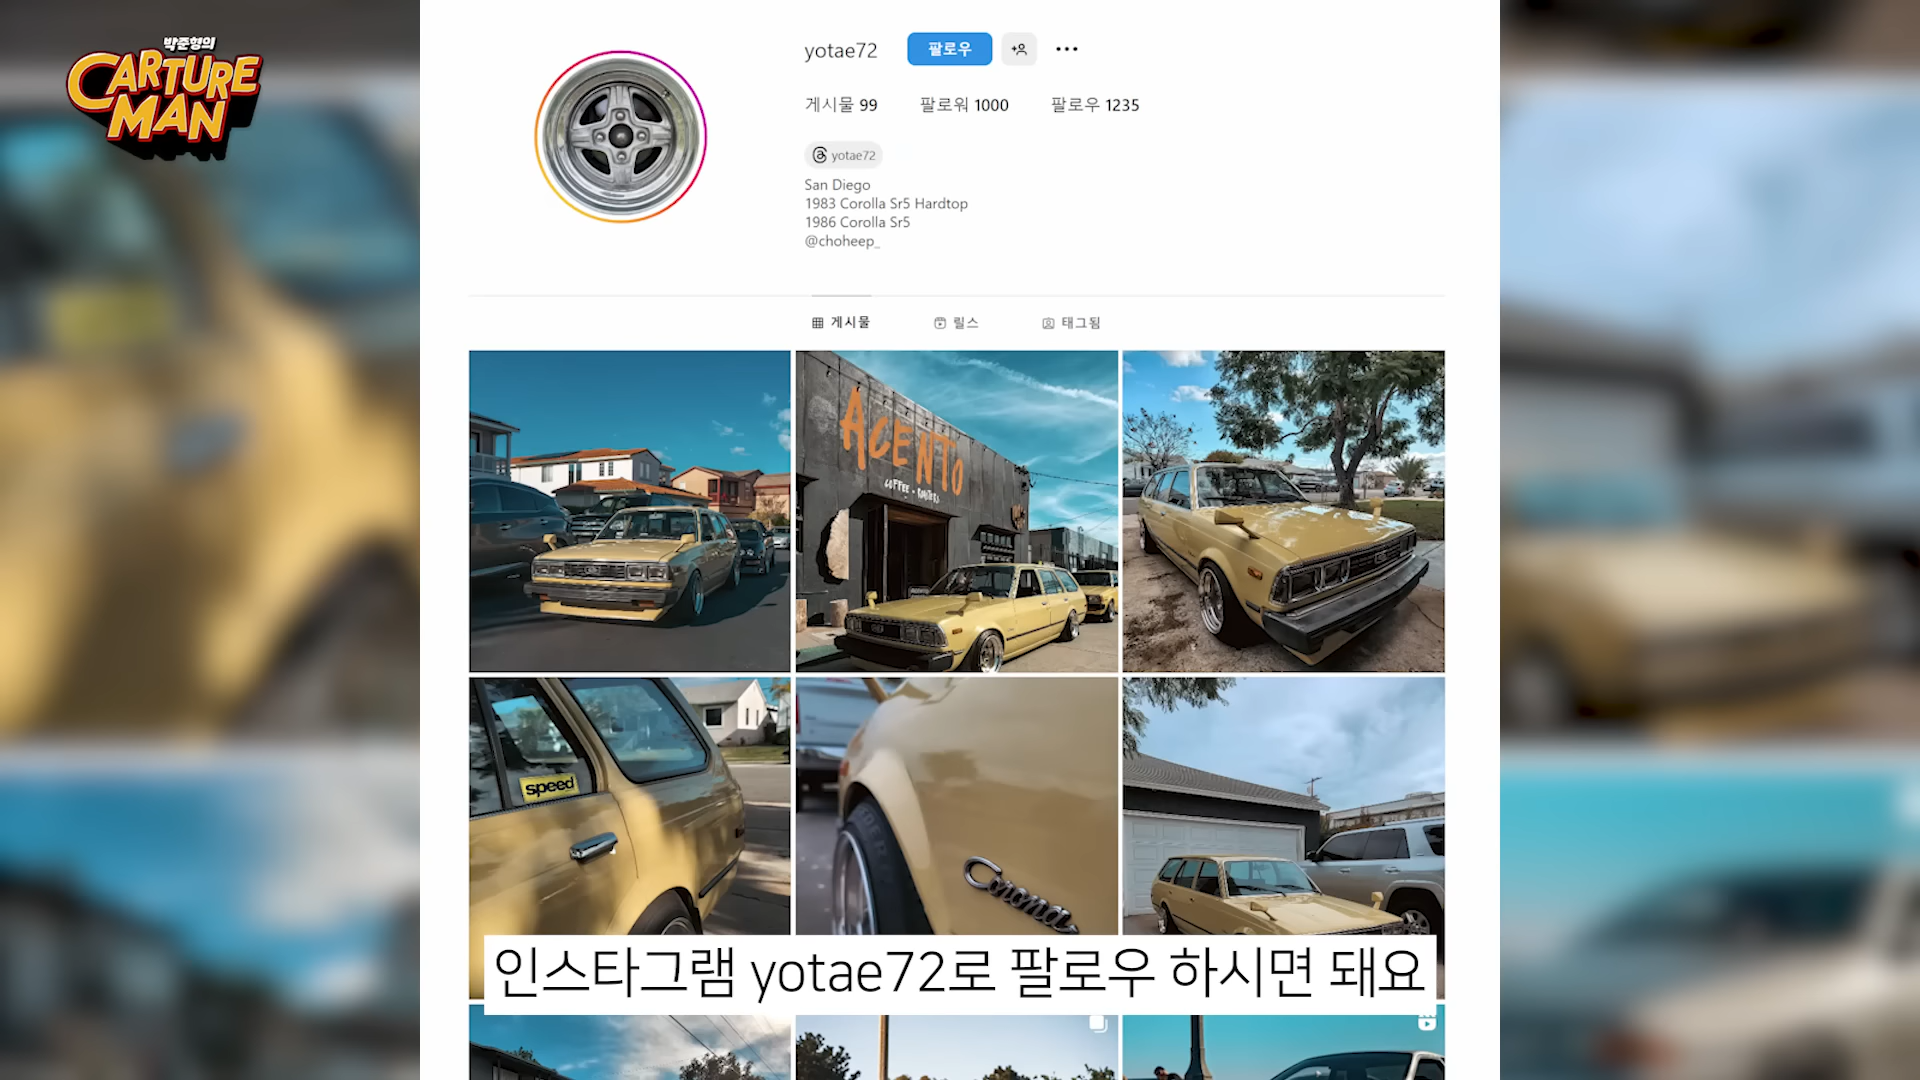 박준형의
CARTURE
MAN
yotae72
팔로우
게시물 99
팔로워 1000
팔로우 1235
yotae72
San Diego
1983 Corolla Sr5 Hardtop
1986 Corolla Sr5
@choheep_
게시물
릴스
태그됨
ACENTO
COFFEE - ROASTERS
speed
Corona
인스타그램 yotae72로 팔로우 하시면 돼요